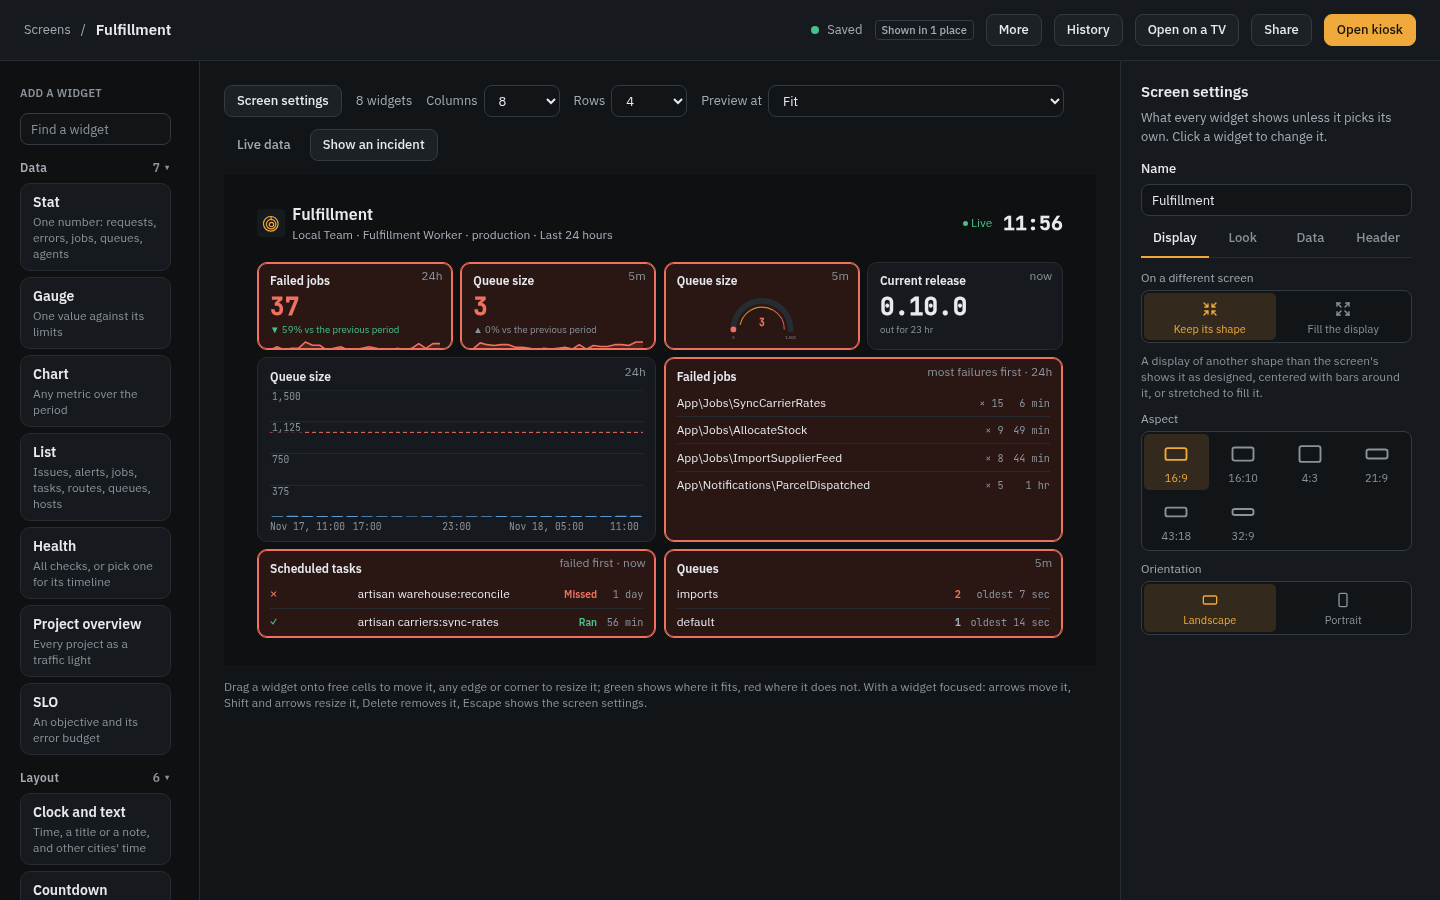 Screens / Fulfillment
Saved
Shown in 1 place
More
History
Open on a TV
Share
Open kiosk
ADD A WIDGET
Find a widget
Data 7
Stat
One number: requests,
errors, jobs, queues,
agents
Gauge
One value against its
limits
Chart
Any metric over the
period
List
Issues, alerts, jobs,
tasks, routes, queues,
hosts
Health
All checks, or pick one
for its timeline
Project overview
Every project as a
traffic light
SLO
An objective and its
error budget
Layout 6
Clock and text
Time, a title or a note,
and other cities' time
Countdown
Screen settings
8 widgets
Columns 8
Rows 4
Preview at Fit
Live data
Show an incident
Fulfillment
Local Team · Fulfillment Worker · production · Last 24 hours
Live 11:56
Failed jobs 24h
37
▼ 59% vs the previous period
Queue size 5m
3
▲ 0% vs the previous period
Queue size 5m
3
Current release now
0.10.0
out for 23 hr
Queue size 24h
1,500
1,125
750
375
Nov 17, 11:00 17:00 23:00 Nov 18, 05:00 11:00
Failed jobs most failures first · 24h
App\Jobs\SyncCarrierRates × 15 6 min
App\Jobs\AllocateStock × 9 49 min
App\Jobs\ImportSupplierFeed × 8 44 min
App\Notifications\ParcelDispatched × 5 1 hr
Scheduled tasks failed first · now
× artisan warehouse:reconcile Missed 1 day
✓ artisan carriers:sync-rates Ran 56 min
Queues 5m
imports 2 oldest 7 sec
default 1 oldest 14 sec
Drag a widget onto free cells to move it, any edge or corner to resize it; green shows where it fits, red where it does not. With a widget focused: arrows move it,
Shift and arrows resize it, Delete removes it, Escape shows the screen settings.
Screen settings
What every widget shows unless it picks its
own. Click a widget to change it.
Name
Fulfillment
Display Look Data Header
On a different screen
Keep its shape
Fill the display
A display of another shape than the screen's
shows it as designed, centered with bars around
it, or stretched to fill it.
Aspect
16:9 16:10 4:3 21:9
43:18 32:9
Orientation
Landscape
Portrait